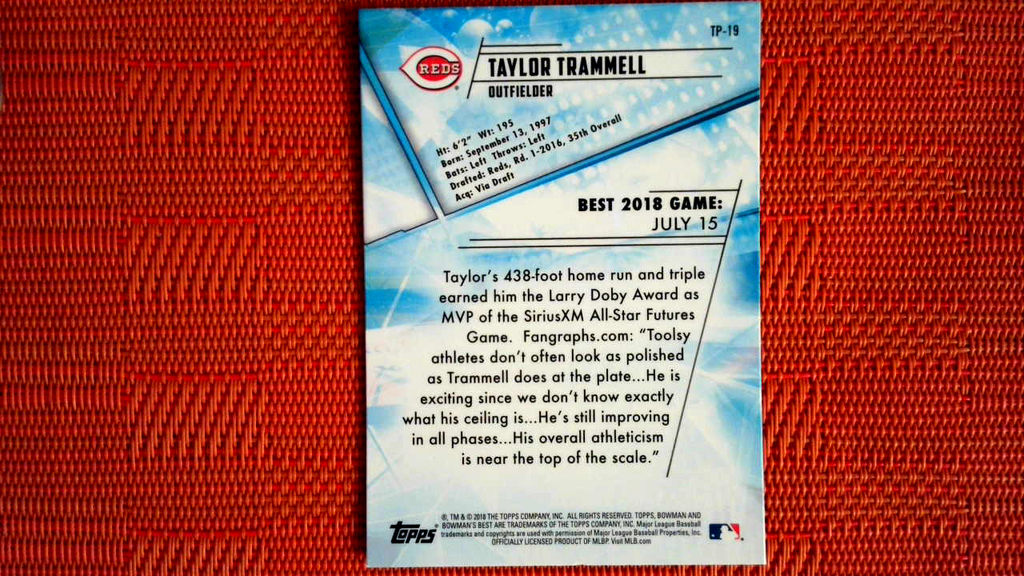 TP-19
REDS
TAYLOR TRAMMELL
OUTFIELDER
Ht: 6'2" Wt: 195
Born: September 13, 1997
Bats: Left Throws: Left
Drafted: Reds, Rd. 1-2016, 35th Overall
Acq: Via Draft
BEST 2018 GAME:
JULY 15
Taylor's 438-foot home run and triple
earned him the Larry Doby Award as
MVP of the SiriusXM All-Star Futures
Game. Fangraphs.com: "Toolsy
athletes don't often look as polished
as Trammell does at the plate...He is
exciting since we don't know exactly
what his ceiling is...He's still improving
in all phases...His overall athleticism
is near the top of the scale."
Topps®
®, TM & © 2018 THE TOPPS COMPANY, INC. ALL RIGHTS RESERVED. TOPPS, BOWMAN AND
BOWMAN'S BEST ARE TRADEMARKS OF THE TOPPS COMPANY, INC. Major League Baseball
trademarks and copyrights are used with permission of Major League Baseball Properties, Inc.
OFFICIALLY LICENSED PRODUCT OF MLBP Visit MLB.com